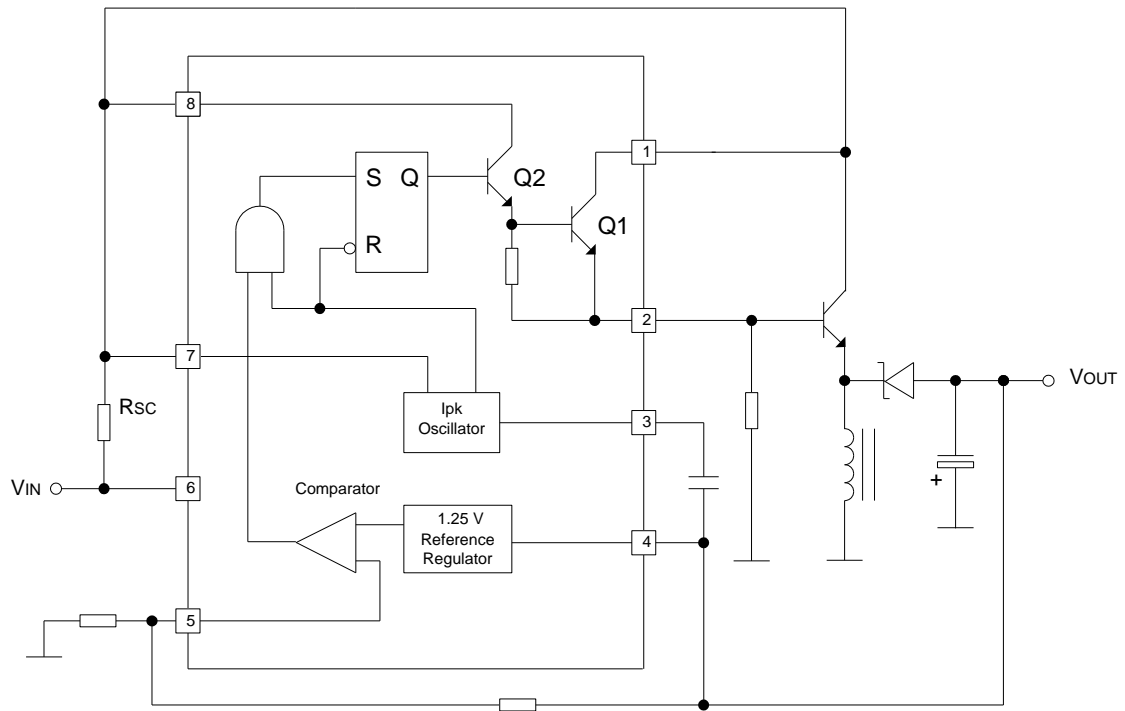 8
1
S Q
Q2
Q1
R
2
7
Ipk
Oscillator
3
RSC
VOUT
VIN
6
Comparator
1.25 V
Reference
Regulator
4
+
5